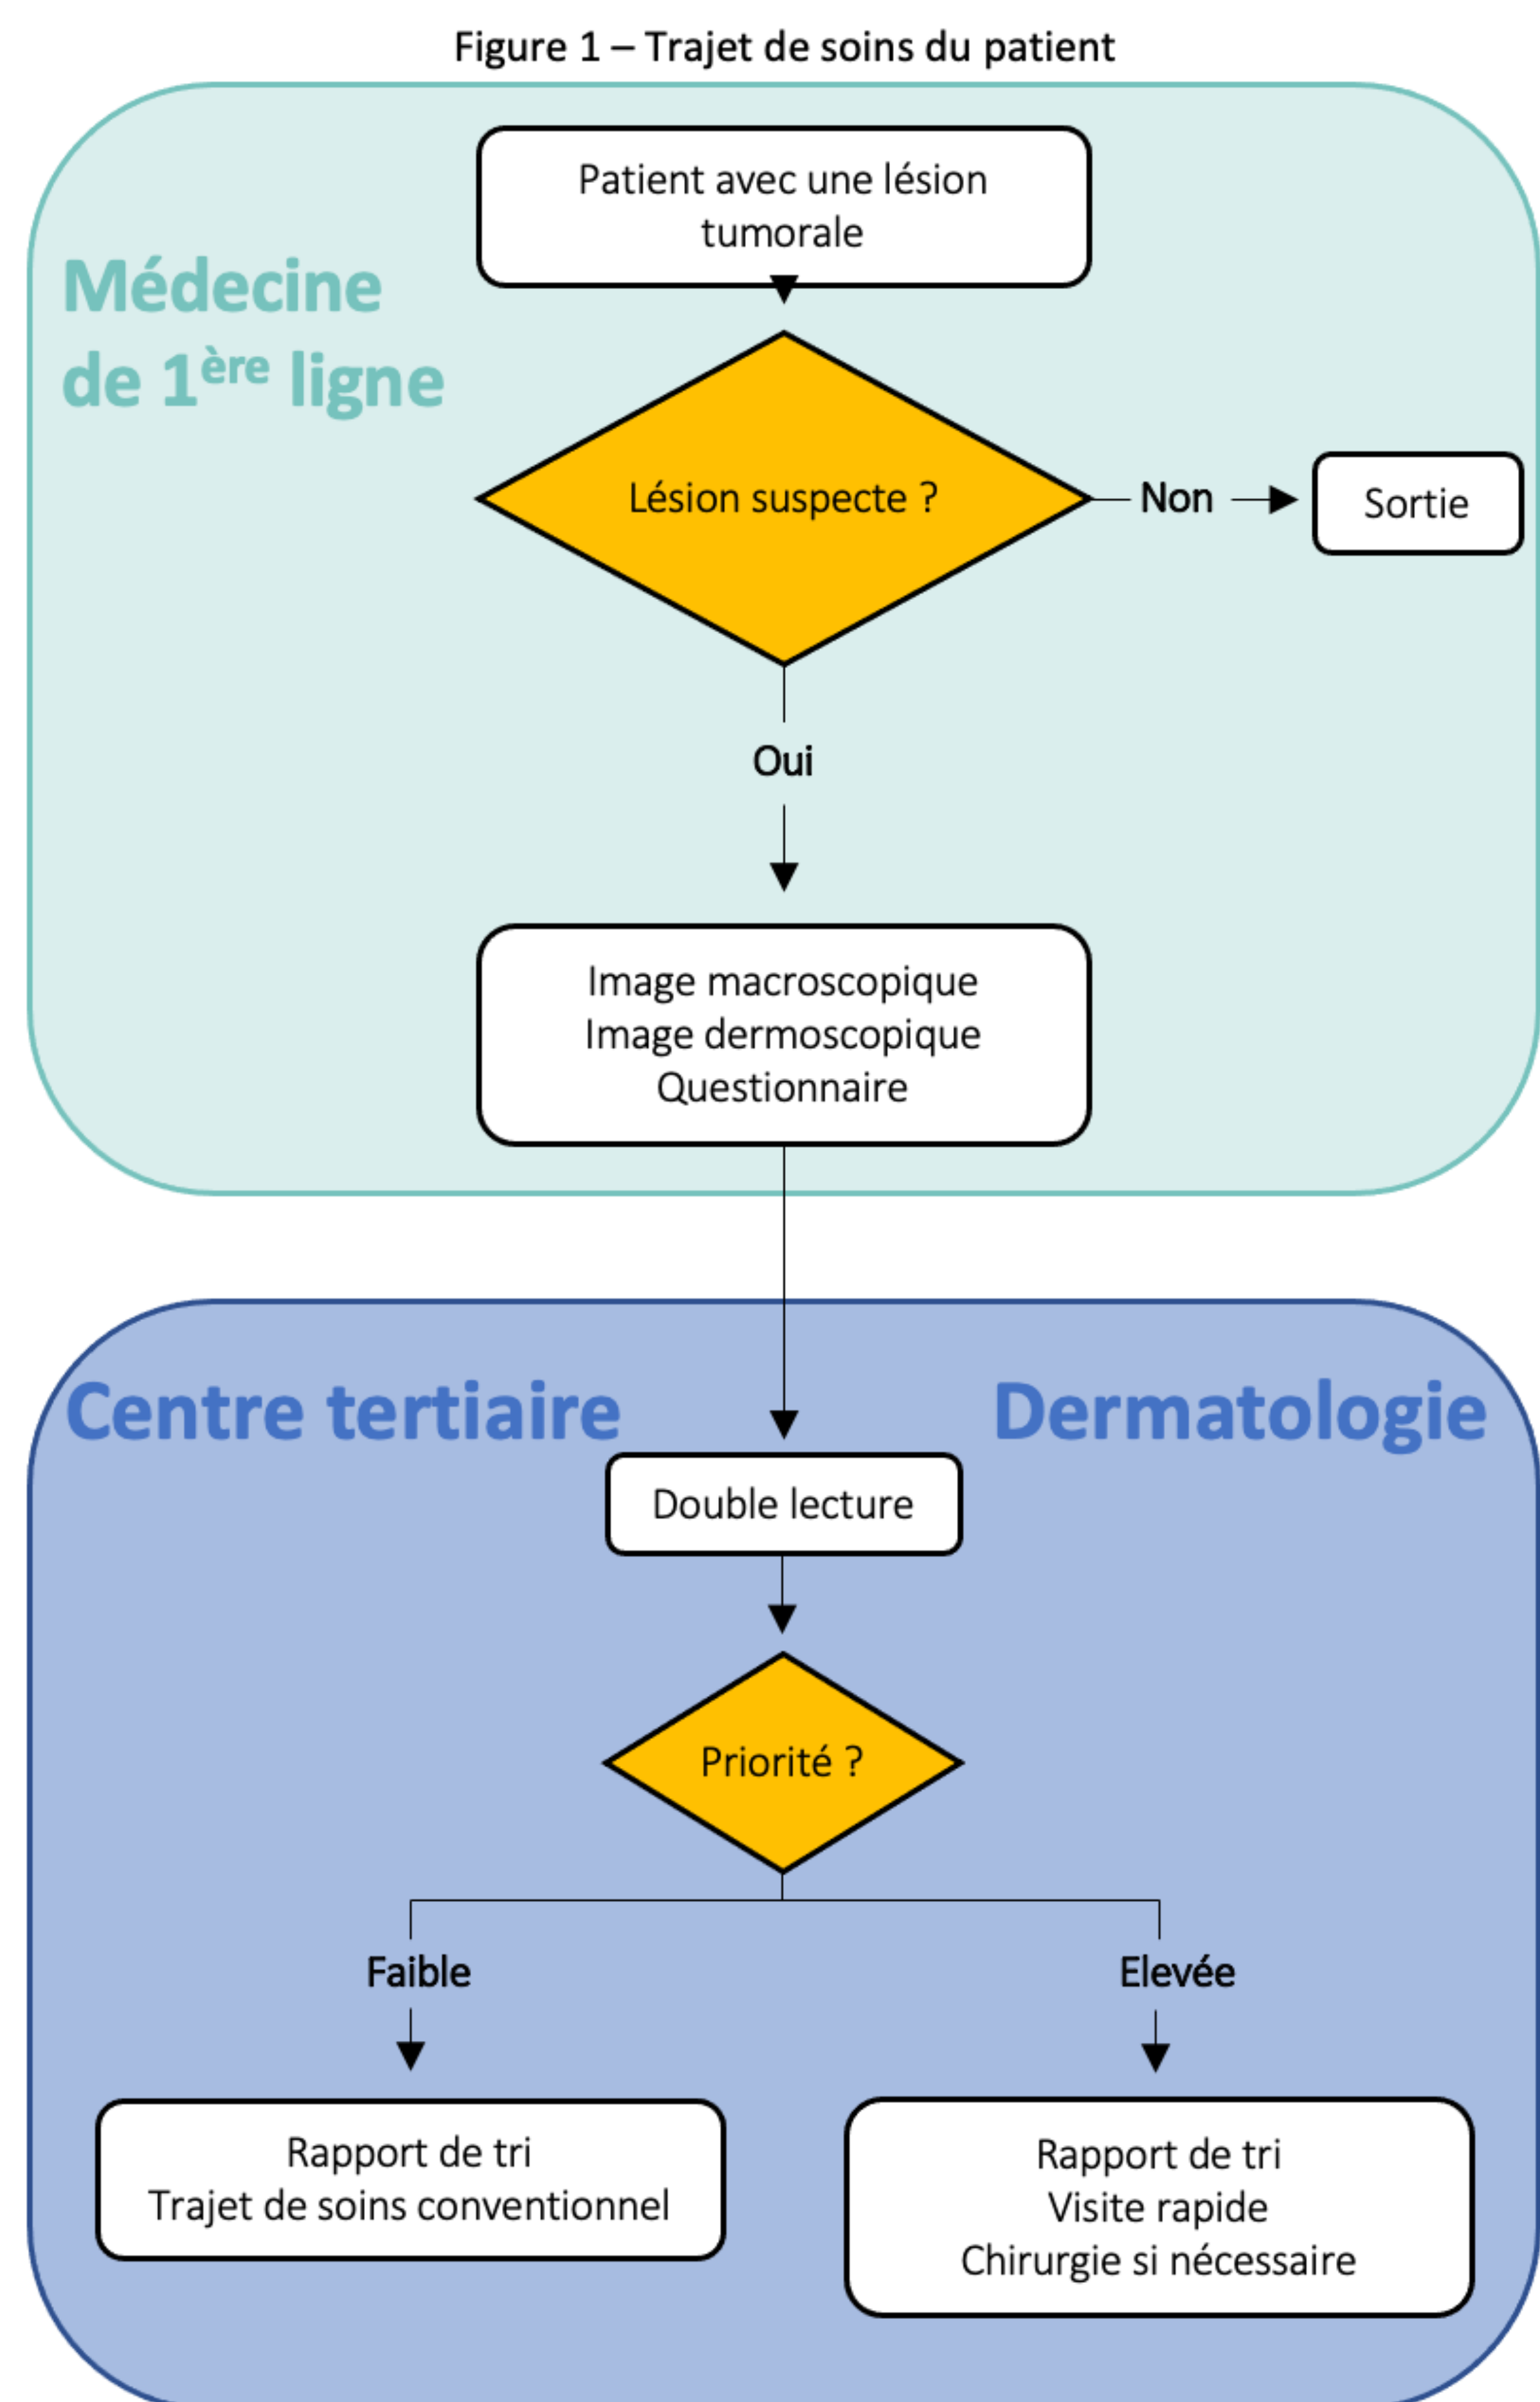 Figure 1 – Trajet de soins du patient
Patient avec une lésion
tumorale
Médecine
de 1ère ligne
Lésion suspecte ?
Non
Sortie
Oui
Image macroscopique
Image dermoscopique
Questionnaire
Centre tertiaire
Dermatologie
Double lecture
Priorité ?
Faible
Elevée
Rapport de tri
Trajet de soins conventionnel
Rapport de tri
Visite rapide
Chirurgie si nécessaire